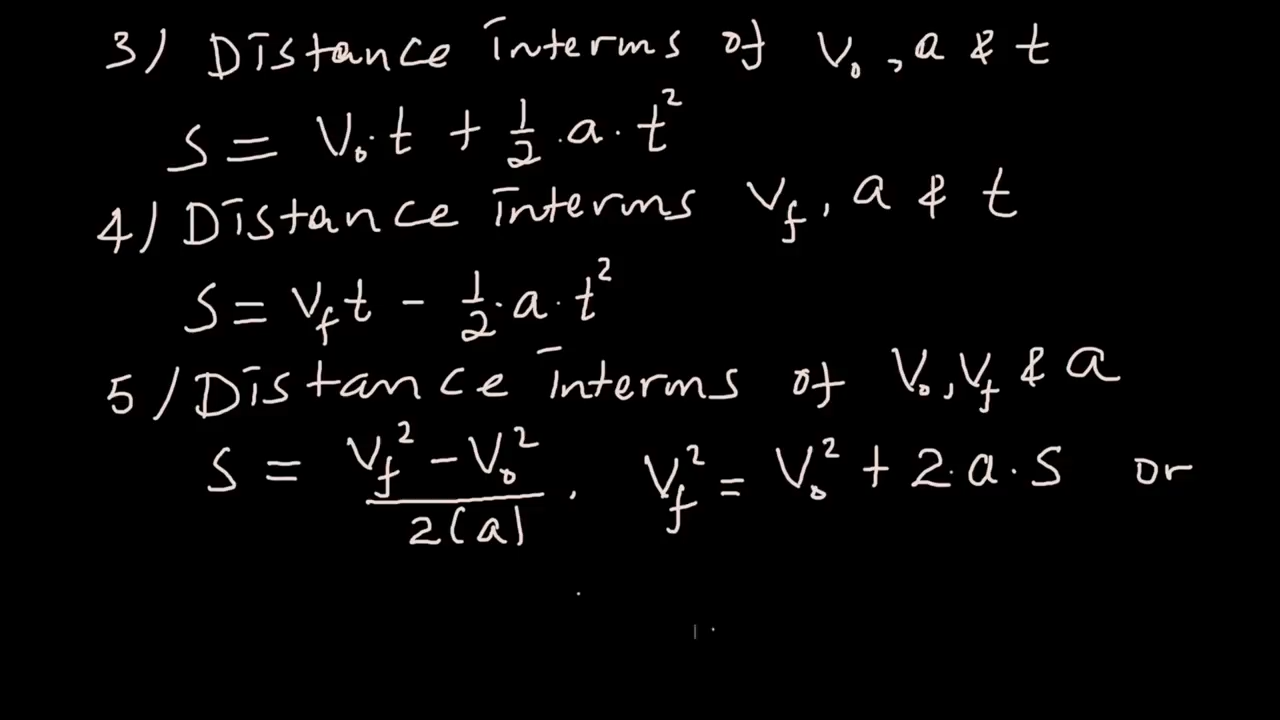 3) Distance interms of V₀, a & t
S = V₀·t + 1/2·a·t²
4) Distance interms V_f, a & t
S = V_f t - 1/2·a·t²
5/ Distance interms of V₀, V_f & a
S = (V_f² - V₀²)/2(a), V_f² = V₀² + 2·a·S or